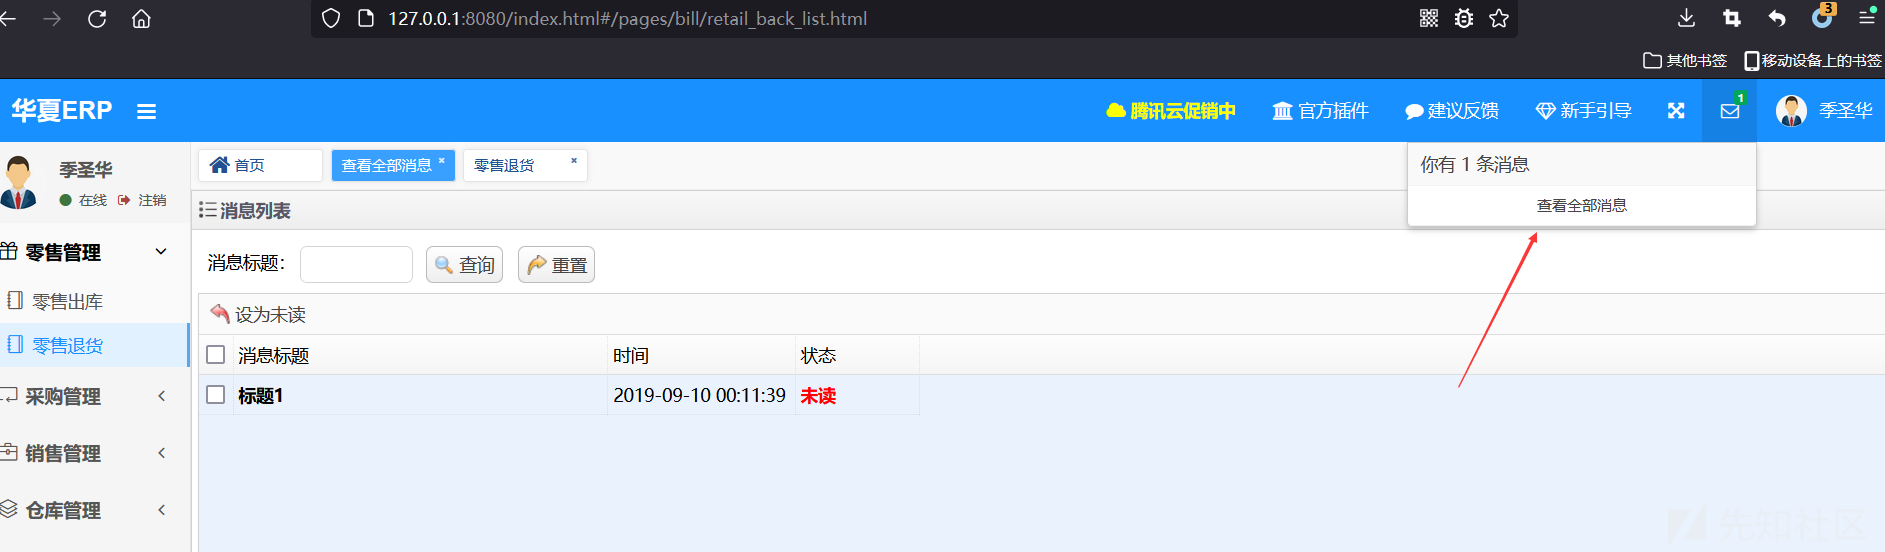 127.0.0.1:8080/index.html#/pages/bill/retail_back_list.html
3
其他书签 移动设备上的书签
华夏ERP 腾讯云促销中 官方插件 建议反馈 新手引导 1 季圣华
季圣华
在线 注销
首页 查看全部消息 × 零售退货 ×
你有 1 条消息
查看全部消息
消息列表
零售管理
消息标题： 查询 重置
零售出库
设为未读
零售退货
消息标题 时间 状态
标题1 2019-09-10 00:11:39 未读
采购管理
销售管理
仓库管理
先知社区